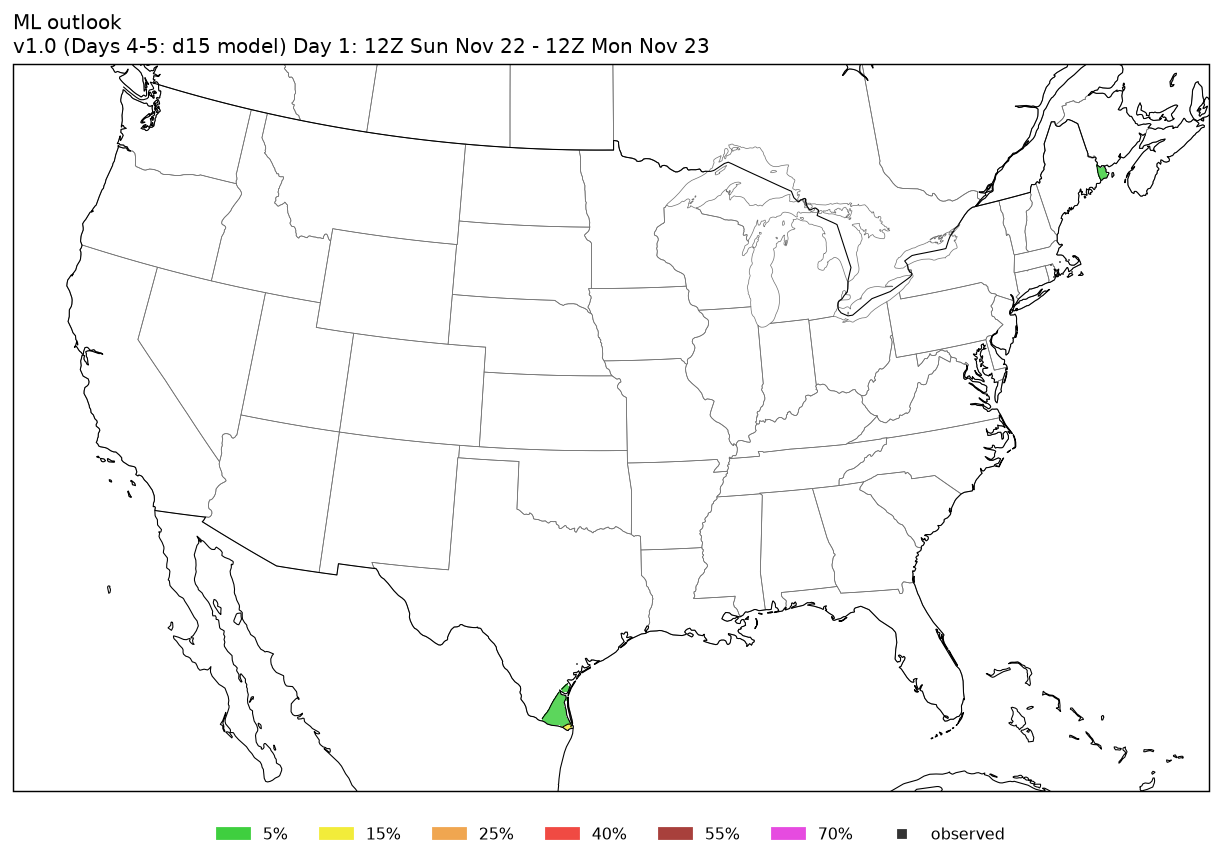 ML outlook
v1.0 (Days 4-5: d15 model) Day 1: 12Z Sun Nov 22 - 12Z Mon Nov 23
5% 15% 25% 40% 55% 70% observed